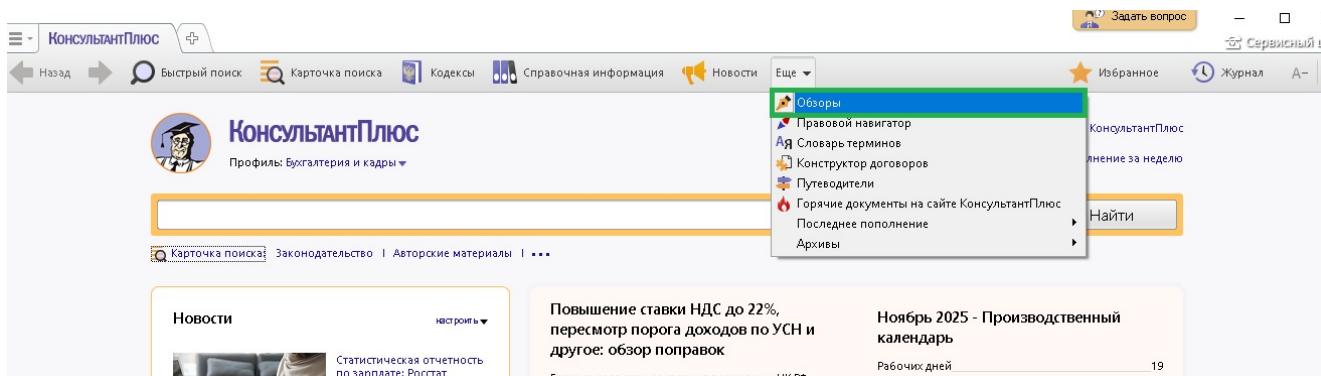 Задать вопрос
КонсультантПлюс
Сервисный
Назад
Быстрый поиск
Карточка поиска
Кодексы
Справочная информация
Новости
Еще
Избранное
Журнал
А-
Обзоры
Правовой навигатор
Словарь терминов
Конструктор договоров
Путеводители
Горячие документы на сайте КонсультантПлюс
Последнее пополнение
Архивы
КонсультантПлюс
Профиль: Бухгалтерия и кадры
КонсультантПлюс
за неделю
Найти
Карточка поиска
Законодательство | Авторские материалы | ...
Новости
настроить
Статистическая отчетность
по зарплате: Росстат
Повышение ставки НДС до 22%,
пересмотр порога доходов по УСН и
другое: обзор поправок
Ноябрь 2025 - Производственный
календарь
Рабочих дней 19